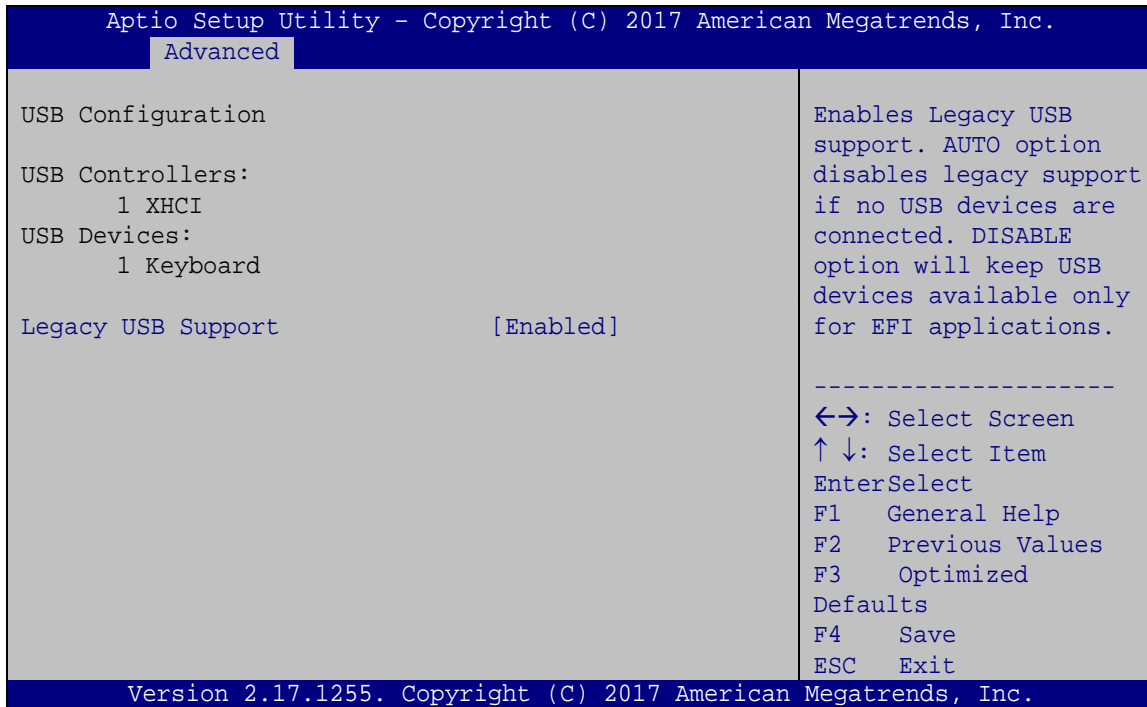 Aptio Setup Utility – Copyright (C) 2017 American Megatrends, Inc.
Advanced
USB Configuration
USB Controllers:
1 XHCI
USB Devices:
1 Keyboard
Legacy USB Support [Enabled]
Enables Legacy USB
support. AUTO option
disables legacy support
if no USB devices are
connected. DISABLE
option will keep USB
devices available only
for EFI applications.
---------------------
←→: Select Screen
↑ ↓: Select Item
EnterSelect
F1 General Help
F2 Previous Values
F3 Optimized
Defaults
F4 Save
ESC Exit
Version 2.17.1255. Copyright (C) 2017 American Megatrends, Inc.